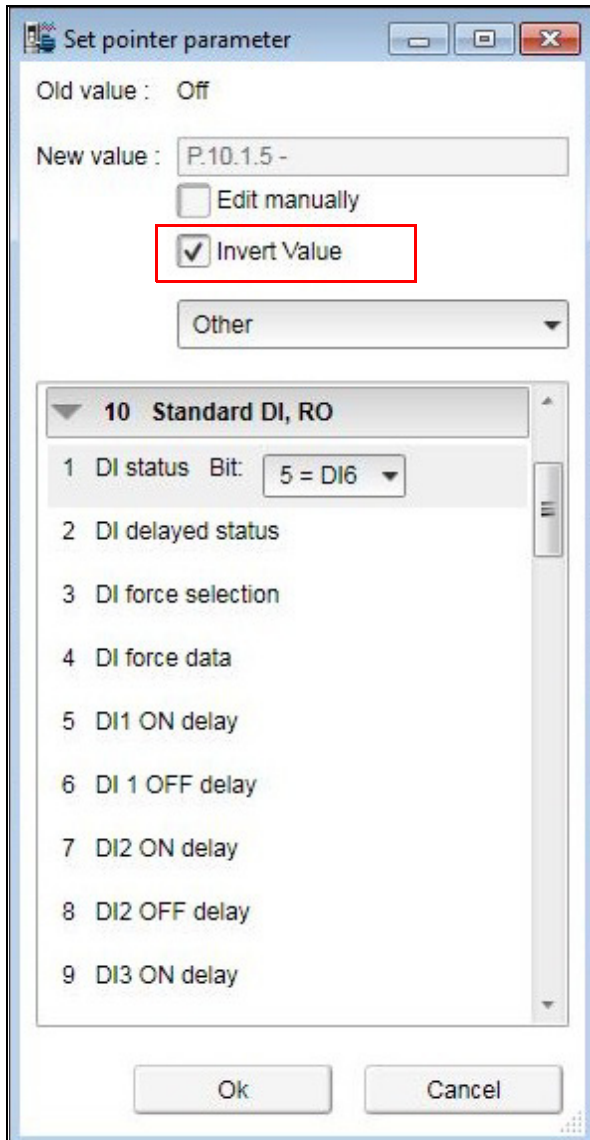 Set pointer parameter
Old value : Off
New value : P.10.1.5 -
Edit manually
Invert Value
Other
10 Standard DI, RO
1 DI status Bit: 5 = DI6
2 DI delayed status
3 DI force selection
4 DI force data
5 DI1 ON delay
6 DI 1 OFF delay
7 DI2 ON delay
8 DI2 OFF delay
9 DI3 ON delay
Ok Cancel